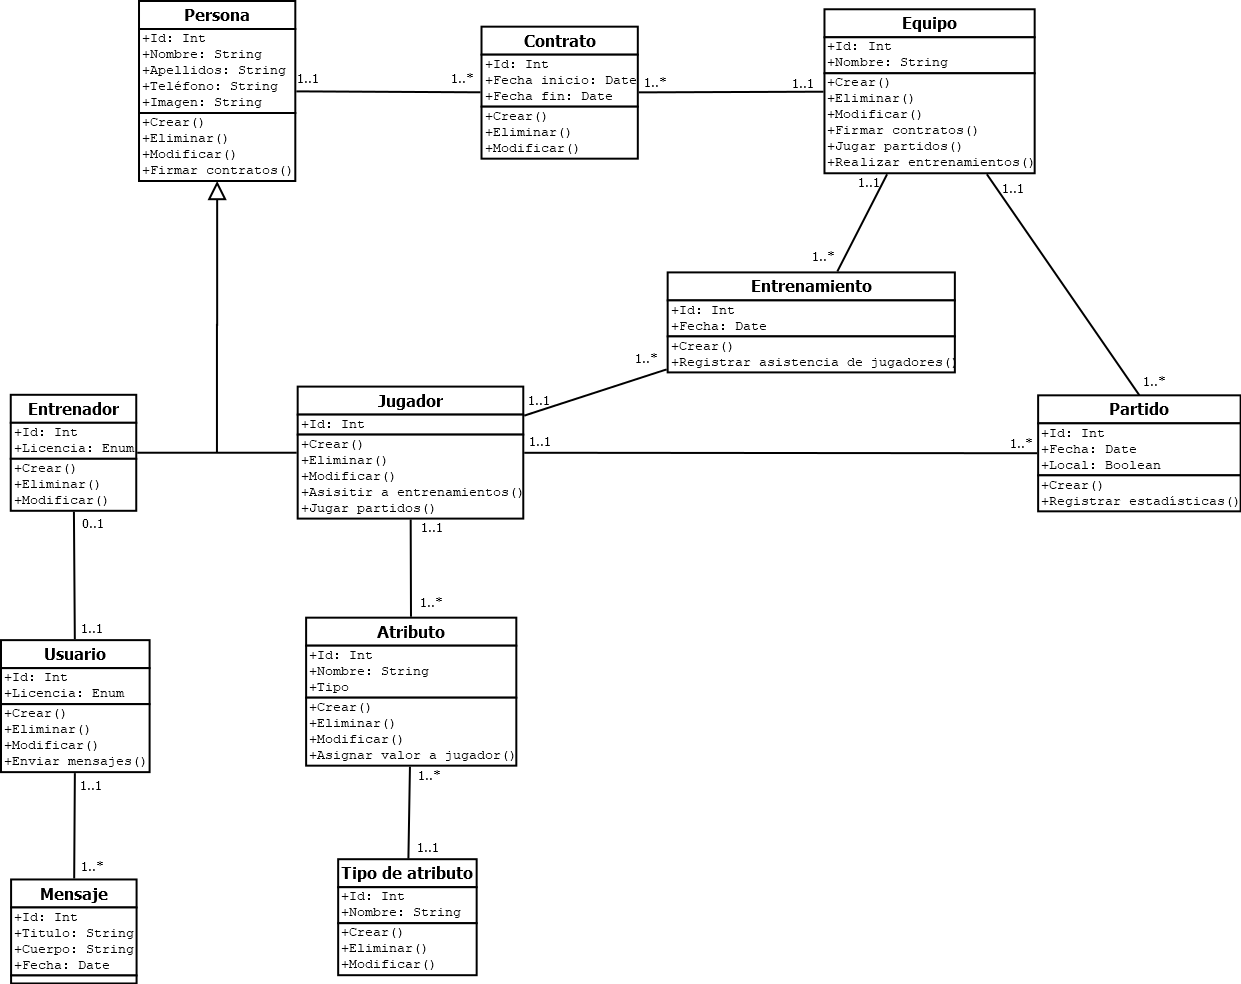 Persona
+Id: Int
+Nombre: String
+Apellidos: String
+Teléfono: String
+Imagen: String
+Crear()
+Eliminar()
+Modificar()
+Firmar contratos()
1..1
1..*
Contrato
+Id: Int
+Fecha inicio: Date
+Fecha fin: Date
+Crear()
+Eliminar()
+Modificar()
1..*
1..1
Equipo
+Id: Int
+Nombre: String
+Crear()
+Eliminar()
+Modificar()
+Firmar contratos()
+Jugar partidos()
+Realizar entrenamientos()
1..1
1..1
1..*
Entrenamiento
+Id: Int
+Fecha: Date
+Crear()
+Registrar asistencia de jugadores()
1..*
1..1
1..*
Entrenador
+Id: Int
+Licencia: Enum
+Crear()
+Eliminar()
+Modificar()
Jugador
+Id: Int
+Crear()
+Eliminar()
+Modificar()
+Asisitir a entrenamientos()
+Jugar partidos()
1..1
1..*
Partido
+Id: Int
+Fecha: Date
+Local: Boolean
+Crear()
+Registrar estadísticas()
0..1
1..1
1..1
1..*
Usuario
+Id: Int
+Licencia: Enum
+Crear()
+Eliminar()
+Modificar()
+Enviar mensajes()
Atributo
+Id: Int
+Nombre: String
+Tipo
+Crear()
+Eliminar()
+Modificar()
+Asignar valor a jugador()
1..1
1..*
1..*
1..1
Mensaje
+Id: Int
+Titulo: String
+Cuerpo: String
+Fecha: Date
Tipo de atributo
+Id: Int
+Nombre: String
+Crear()
+Eliminar()
+Modificar()